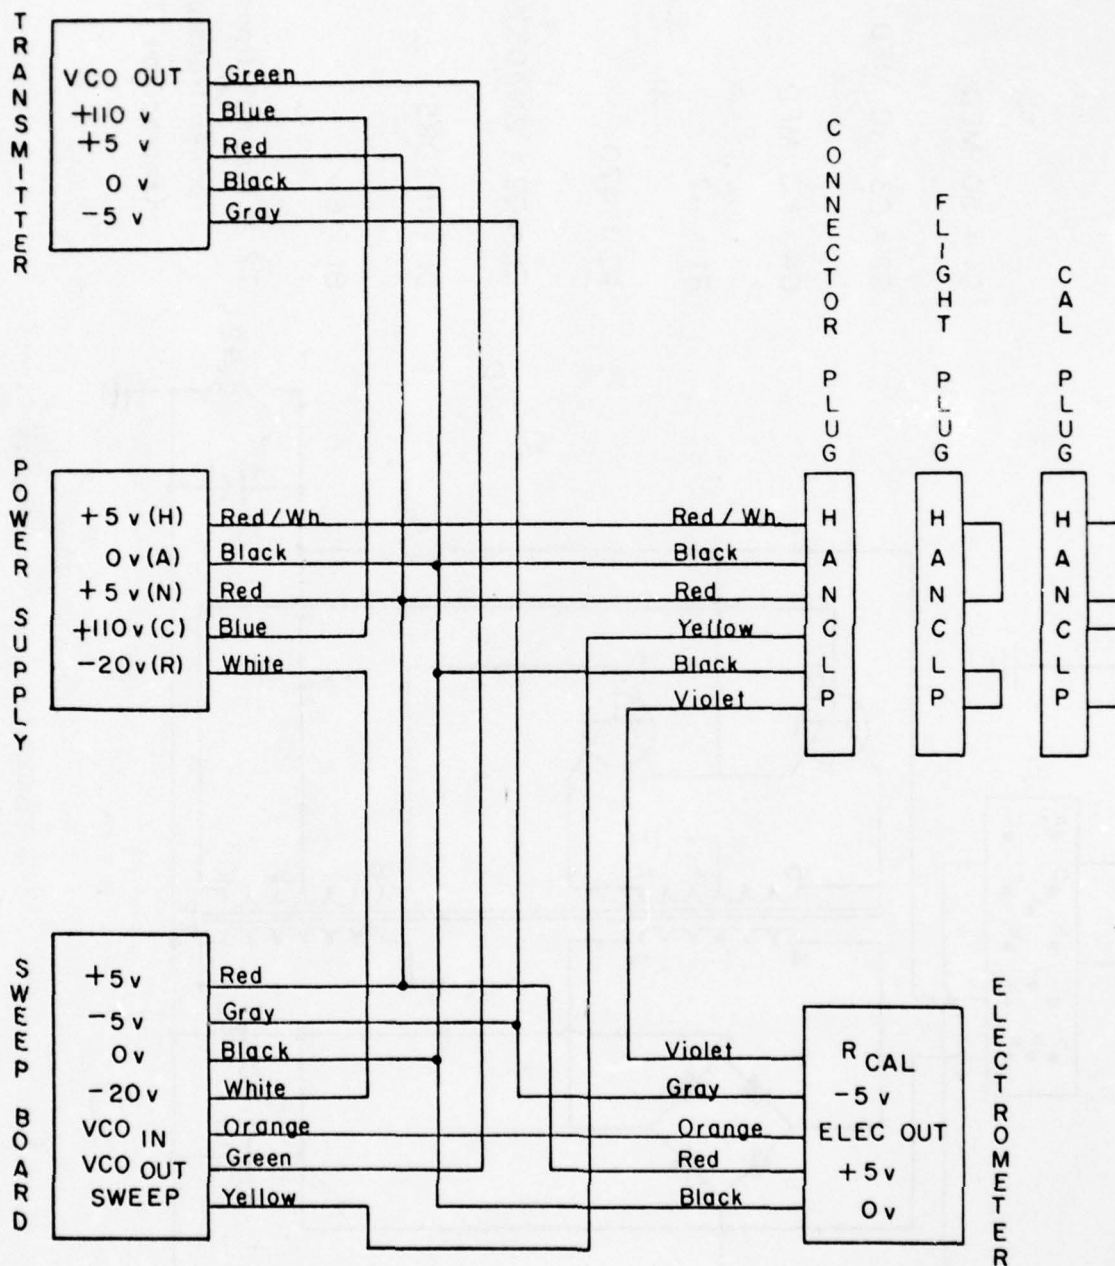 TRANSMITTER
VCO OUT
+110 v
+5 v
0 v
-5 v
Green
Blue
Red
Black
Gray
POWER SUPPLY
+5 v (H)
0 v (A)
+5 v (N)
+110 v (C)
-20 v (R)
Red/Wh.
Black
Red
Blue
White
Red / Wh.
Black
Red
Yellow
Black
Violet
CONNECTOR PLUG
H
A
N
C
L
P
FLIGHT PLUG
H
A
N
C
L
P
CAL PLUG
H
A
N
C
L
P
SWEEP BOARD
+5 v
-5 v
0 v
-20 v
VCO IN
VCO OUT
SWEEP
Red
Gray
Black
White
Orange
Green
Yellow
Violet
Gray
Orange
Red
Black
R CAL
-5 v
ELEC OUT
+5 v
0 v
ELECTROMETER